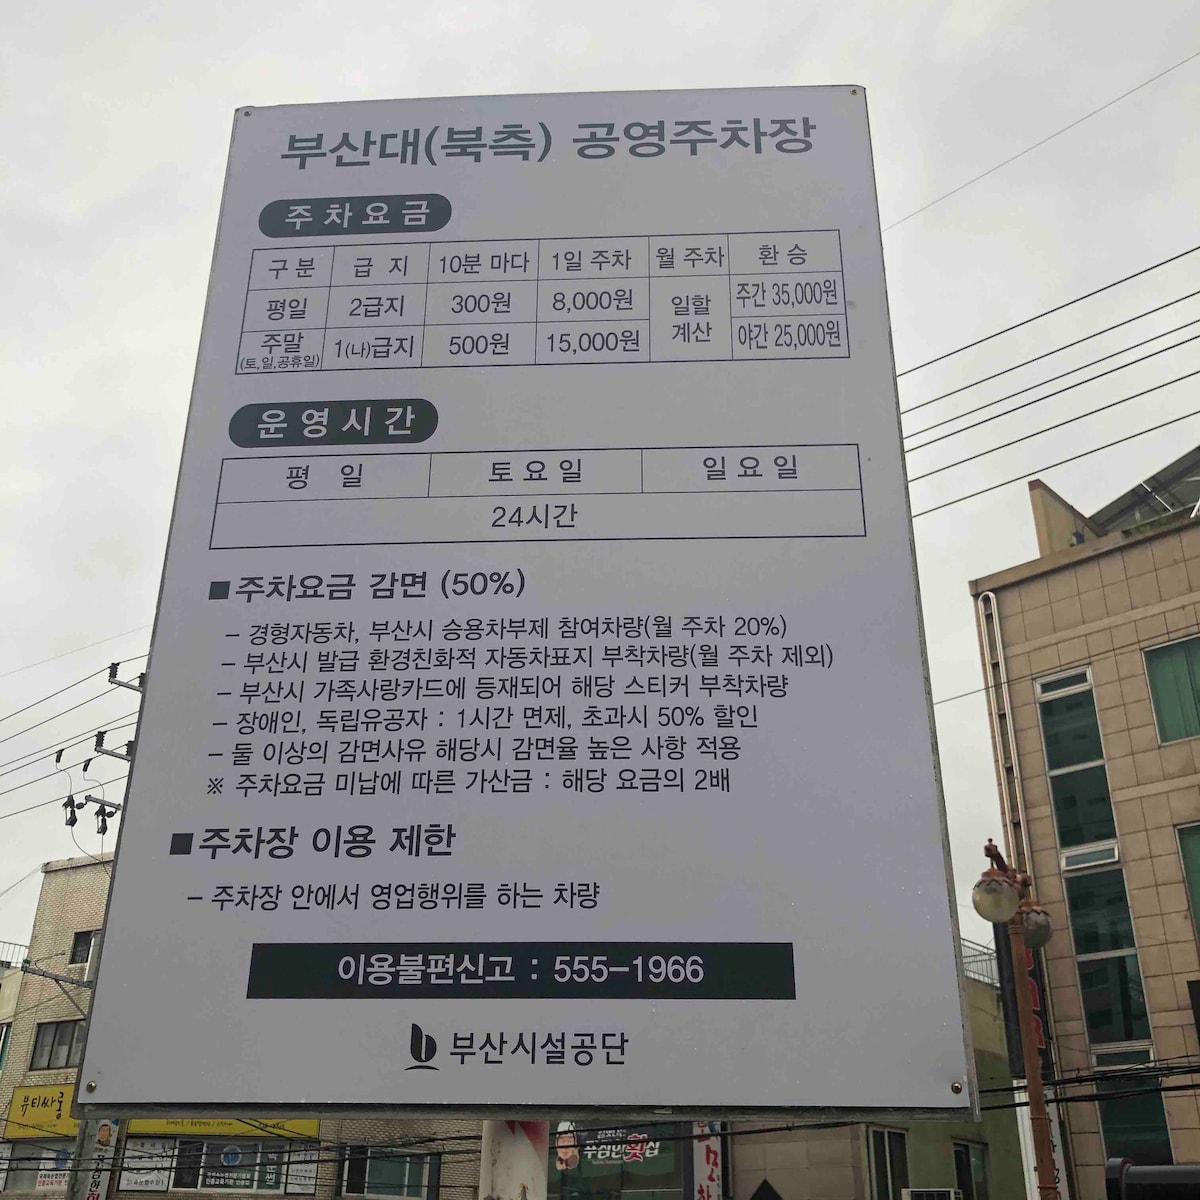 부산대(북측) 공영주차장
주차요금
구분 급지 10분 마다 1일 주차 월 주차 환승
평일 2급지 300원 8,000원 일할 계산 주간 35,000원
주말 (토,일,공휴일) 1(나)급지 500원 15,000원 야간 25,000원
운영시간
평일 토요일 일요일
24시간
■ 주차요금 감면 (50%)
– 경형자동차, 부산시 승용차부제 참여차량(월 주차 20%)
– 부산시 발급 환경친화적 자동차표지 부착차량(월 주차 제외)
– 부산시 가족사랑카드에 등재되어 해당 스티커 부착차량
– 장애인, 독립유공자 : 1시간 면제, 초과시 50% 할인
– 둘 이상의 감면사유 해당시 감면율 높은 사항 적용
※ 주차요금 미납에 따른 가산금 : 해당 요금의 2배
■ 주차장 이용 제한
– 주차장 안에서 영업행위를 하는 차량
이용불편신고 : 555–1966
부산시설공단
뷰티싸롱